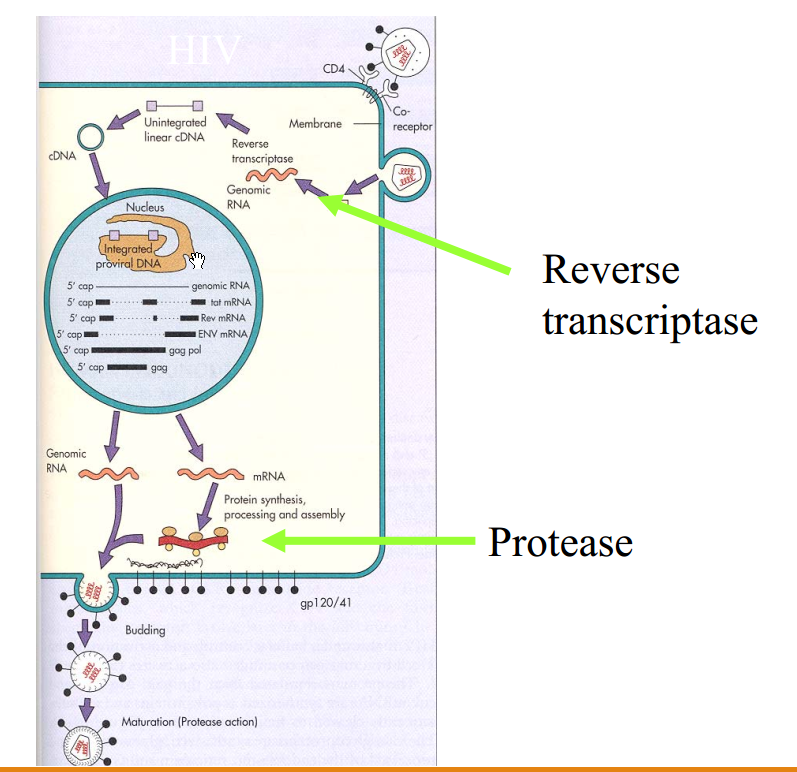 HIV
CD4
Co-
receptor
Membrane
Unintegrated
linear cDNA
Reverse
transcriptase
cDNA
Genomic
RNA
Nucleus
Integrated
proviral DNA
5' cap genomic RNA
5' cap tat mRNA
5' cap Rev mRNA
5' cap ENV mRNA
5' cap gag pol
5' cap gag
Reverse
transcriptase
Genomic
RNA
mRNA
Protein synthesis,
processing and assembly
Protease
gp120/41
Budding
Maturation (Protease action)